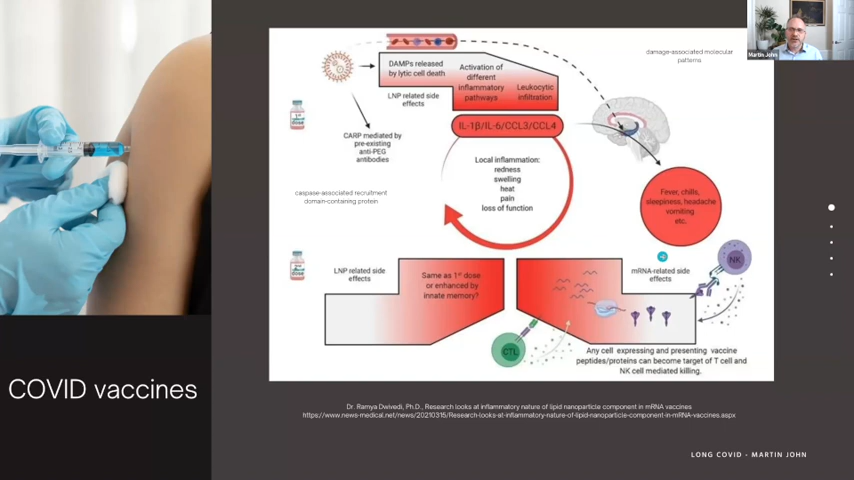 Martin John
damage-associated molecular
patterns
DAMPs released
by lytic cell death
Activation of
different
inflammatory
pathways
Leukocytic
infiltration
LNP related side
effects
1st
DOSE
IL-1β/IL-6/CCL3/CCL4
CARP mediated by
pre-existing
anti-PEG
antibodies
Local inflammation:
redness
swelling
heat
pain
loss of function
caspase-associated recruitment
domain-containing protein
Fever, chills,
sleepiness, headache
vomiting
etc.
DOSE
LNP related side
effects
Same as 1st dose
or enhanced by
innate memory?
mRNA-related side
effects
NK
CTL
Any cell expressing and presenting vaccine
peptides/proteins can become target of T cell and
NK cell mediated killing.
COVID vaccines
Dr. Ramya Dwivedi, Ph.D., Research looks at inflammatory nature of lipid nanoparticle component in mRNA vaccines
https://www.news-medical.net/news/20210315/Research-looks-at-inflammatory-nature-of-lipid-nanoparticle-component-in-mRNA-vaccines.aspx
LONG COVID - MARTIN JOHN